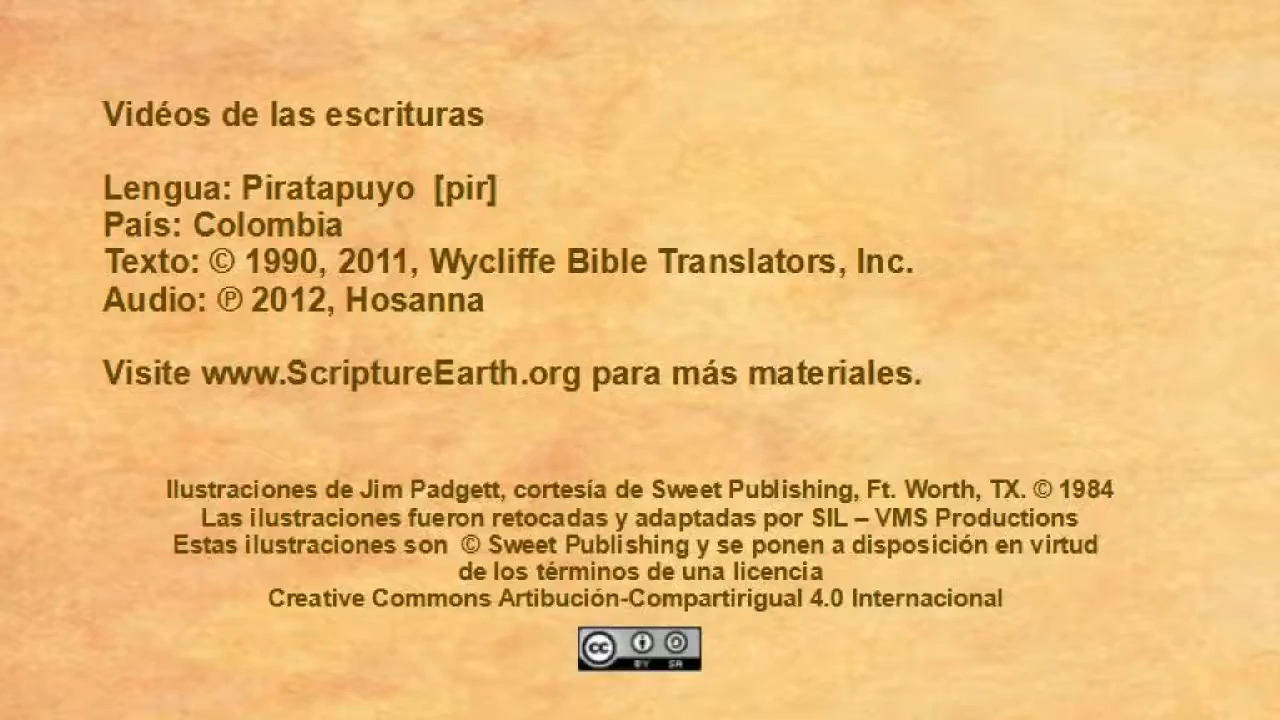 Vidéos de las escrituras
Lengua: Piratapuyo [pir]
País: Colombia
Texto: © 1990, 2011, Wycliffe Bible Translators, Inc.
Audio: ℗ 2012, Hosanna
Visite www.ScriptureEarth.org para más materiales.
Ilustraciones de Jim Padgett, cortesía de Sweet Publishing, Ft. Worth, TX. © 1984
Las ilustraciones fueron retocadas y adaptadas por SIL – VMS Productions
Estas ilustraciones son © Sweet Publishing y se ponen a disposición en virtud
de los términos de una licencia
Creative Commons Artibución-Compartirigual 4.0 Internacional
cc
BY SA